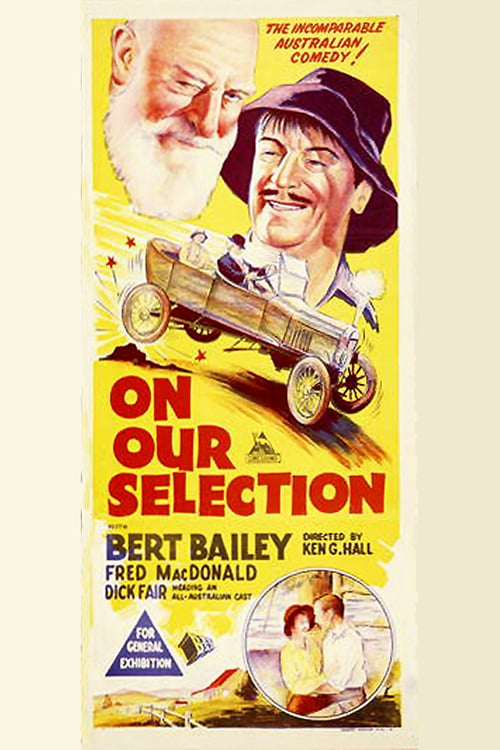 THE INCOMPARABLE
AUSTRALIAN
COMEDY!
ON
OUR
SELECTION
WITH
BERT BAILEY
DIRECTED BY
KEN G. HALL
FRED MACDONALD
DICK FAIR
HEADING AN
ALL-AUSTRALIAN CAST
FOR
GENERAL
EXHIBITION